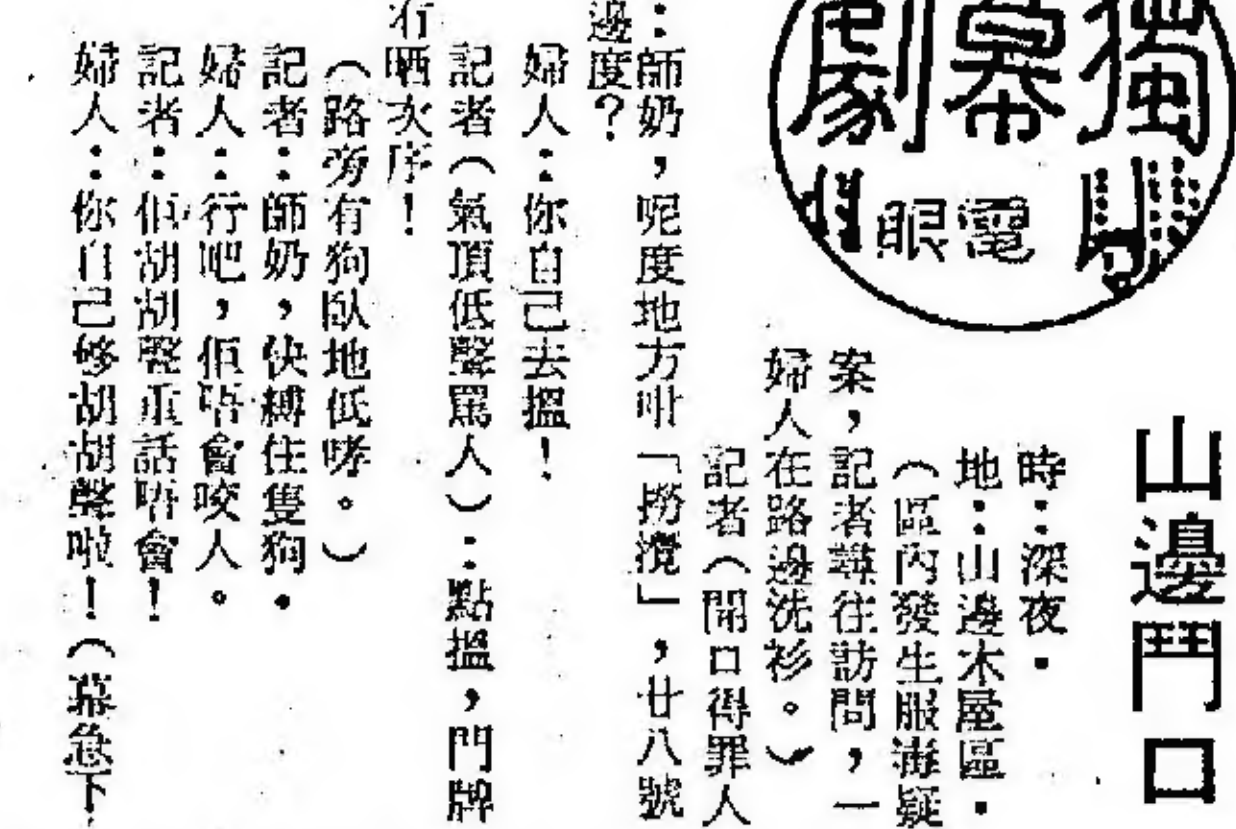 獨幕劇
電眼
山邊鬥口
時：深夜。
地：山邊木屋區。
（區內發生服毒疑
案，記者尋往訪問，一
婦人在路邊洗衫。）
記者（開口得罪人
：師奶，呢度地方咁「撈攪」，廿八號
邊度？
婦人：你自己去搵！
記者（氣頂低聲罵人）：點搵，門牌
冇晒次序！
（路旁有狗臥地低哮。）
記者：師奶，快縛住隻狗。
婦人：行吧，佢唔會咬人。
記者：佢胡胡聲重話唔會！
婦人：你自己够胡胡聲啦！（幕急下